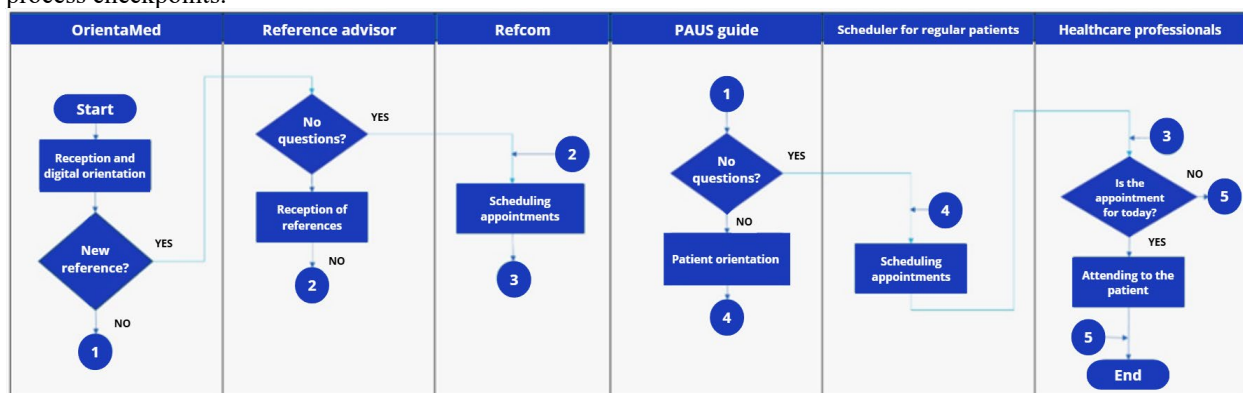 process checkpoints.
OrientaMed
Reference advisor
Refcom
PAUS guide
Scheduler for regular patients
Healthcare professionals
Start
Reception and
digital orientation
New
reference?
YES
NO
1
No
questions?
YES
Reception of
references
NO
2
2
Scheduling
appointments
3
1
No
questions?
YES
NO
Patient orientation
4
4
Scheduling
appointments
3
Is the
appointment
for today?
NO
5
YES
Attending to the
patient
5
End